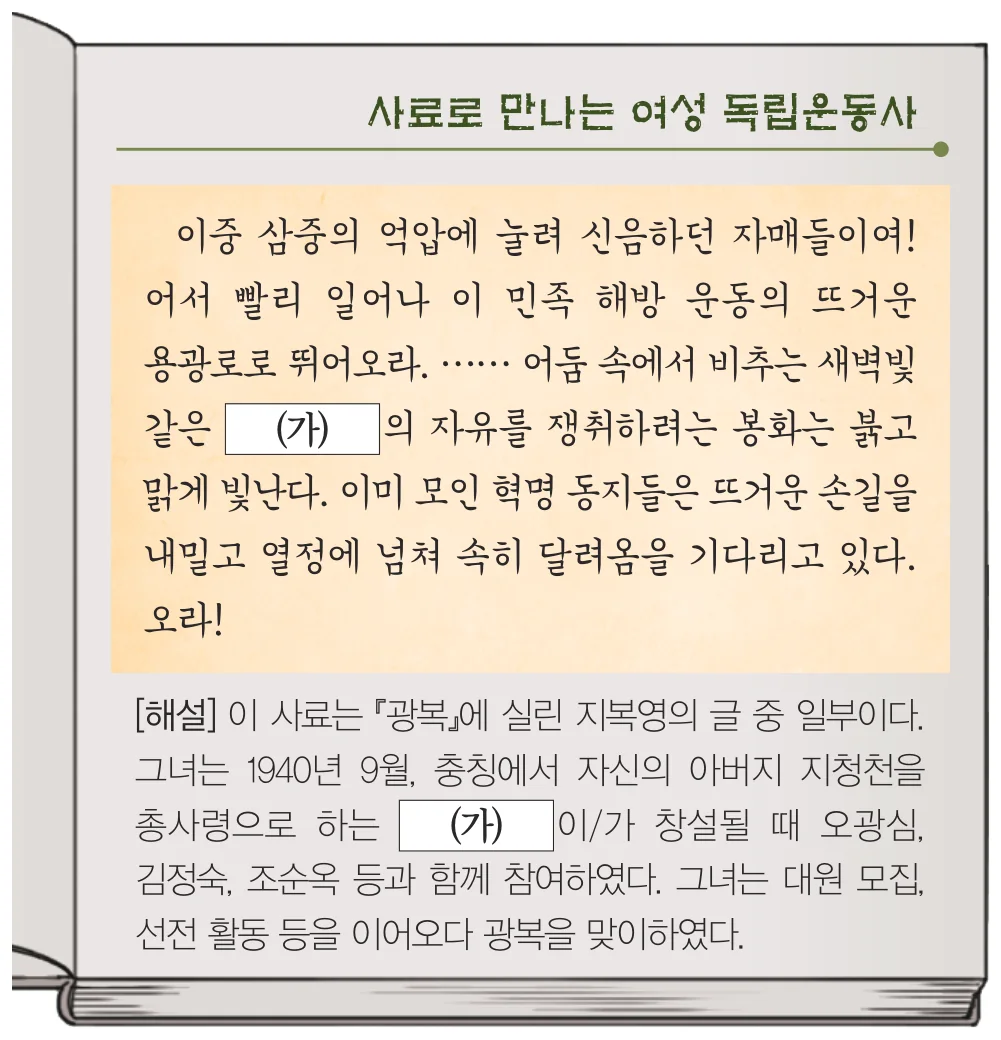 사료로 만나는 여성 독립운동사
이중 삼중의 억압에 눌려 신음하던 자매들이여!
어서 빨리 일어나 이 민족 해방 운동의 뜨거운
용광로로 뛰어오라. …… 어둠 속에서 비추는 새벽빛
같은 (가) 의 자유를 쟁취하려는 봉화는 붉고
맑게 빛난다. 이미 모인 혁명 동지들은 뜨거운 손길을
내밀고 열정에 넘쳐 속히 달려옴을 기다리고 있다.
오라!
[해설] 이 사료는 『광복』에 실린 지복영의 글 중 일부이다.
그녀는 1940년 9월, 충칭에서 자신의 아버지 지청천을
총사령으로 하는 (가) 이/가 창설될 때 오광심,
김정숙, 조순옥 등과 함께 참여하였다. 그녀는 대원 모집,
선전 활동 등을 이어오다 광복을 맞이하였다.